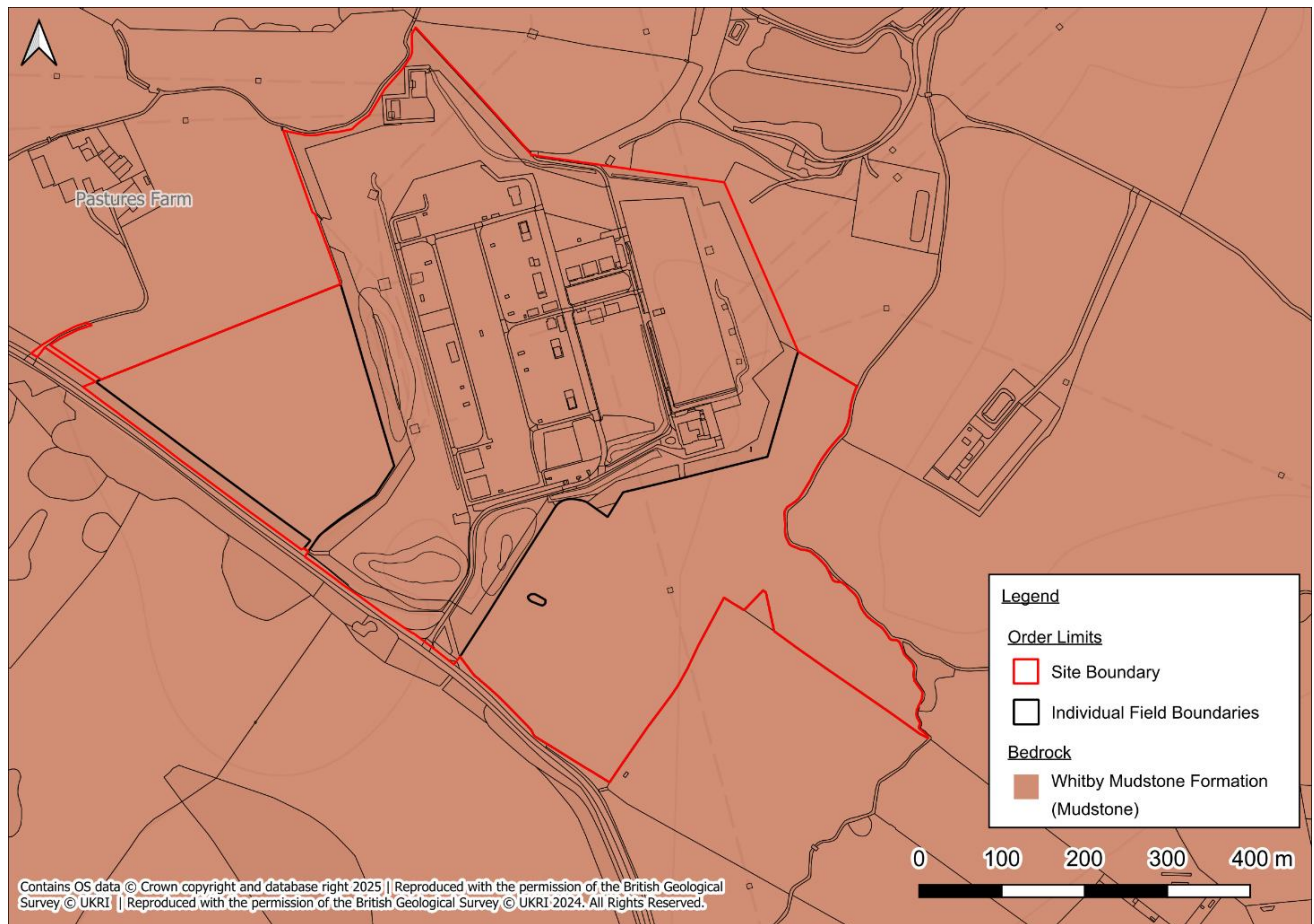 Pastures Farm
Legend
Order Limits
Site Boundary
Individual Field Boundaries
Bedrock
Whitby Mudstone Formation
(Mudstone)
0 100 200 300 400 m
Contains OS data © Crown copyright and database right 2025 | Reproduced with the permission of the British Geological
Survey © UKRI | Reproduced with the permission of the British Geological Survey © UKRI 2024. All Rights Reserved.